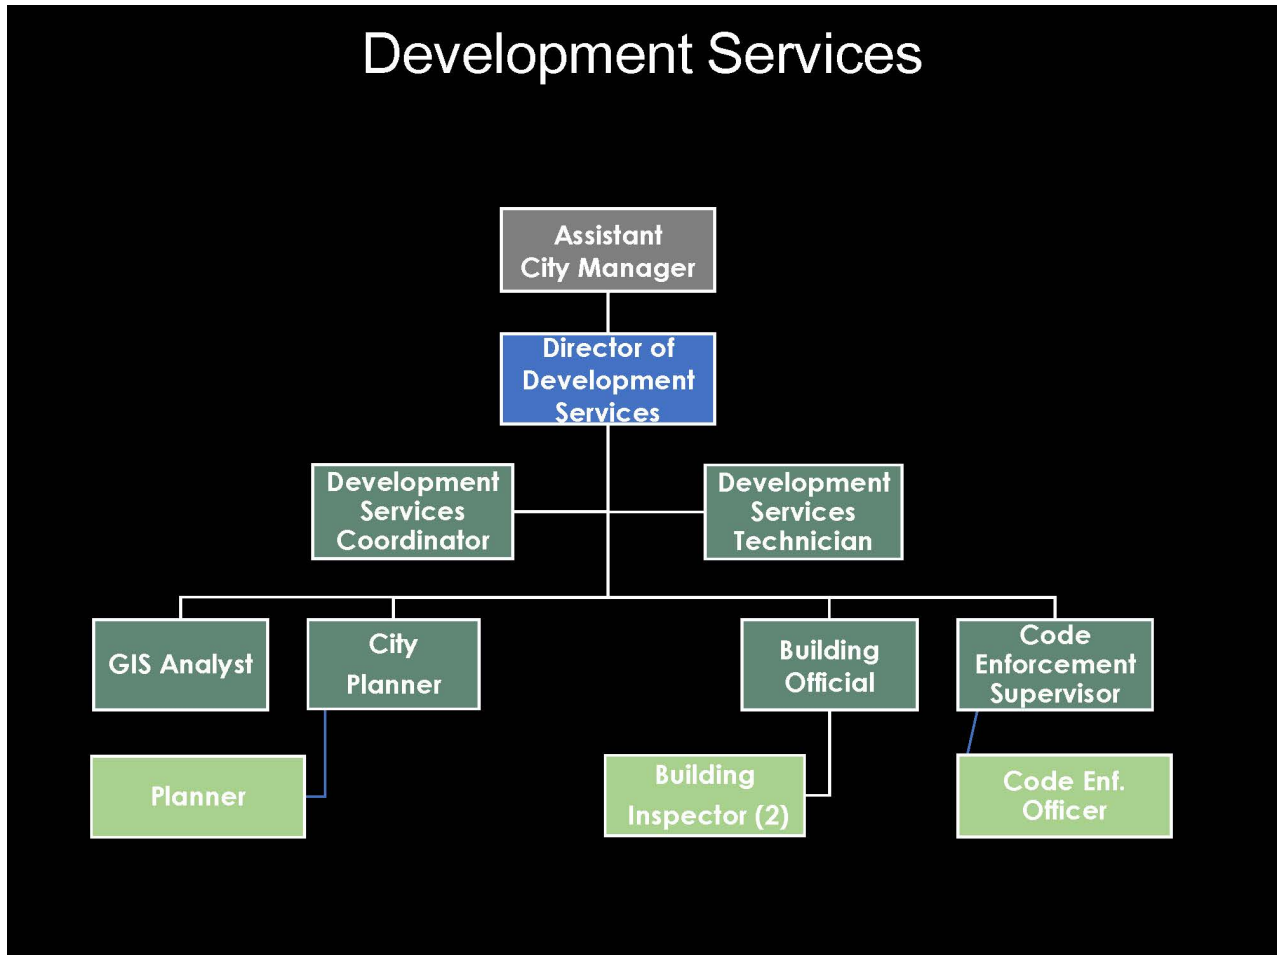 Development Services
Assistant
City Manager
Director of
Development
Services
Development
Services
Coordinator
Development
Services
Technician
GIS Analyst
City
Planner
Building
Official
Code
Enforcement
Supervisor
Planner
Building
Inspector (2)
Code Enf.
Officer